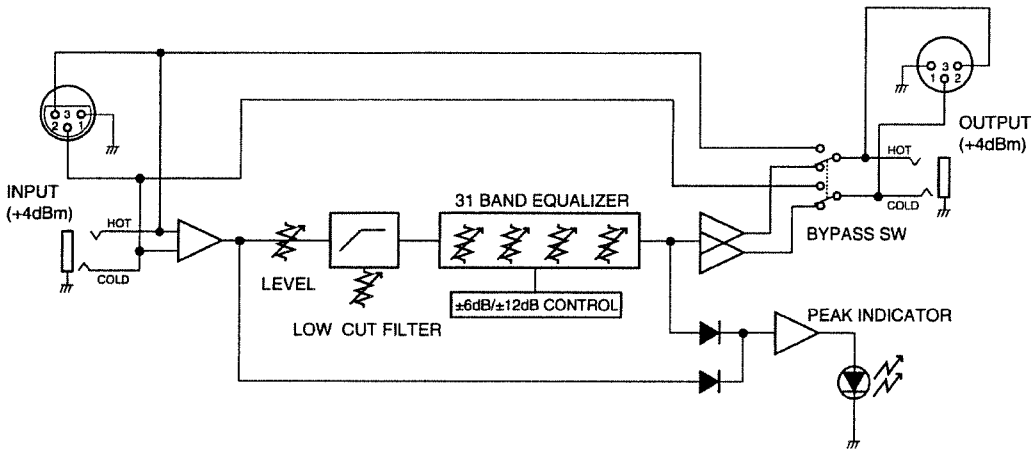 3
1 2
OUTPUT
(+4dBm)
HOT
COLD
BYPASS SW
3
2 1
INPUT
(+4dBm)
HOT
COLD
LEVEL
LOW CUT FILTER
31 BAND EQUALIZER
±6dB/±12dB CONTROL
PEAK INDICATOR